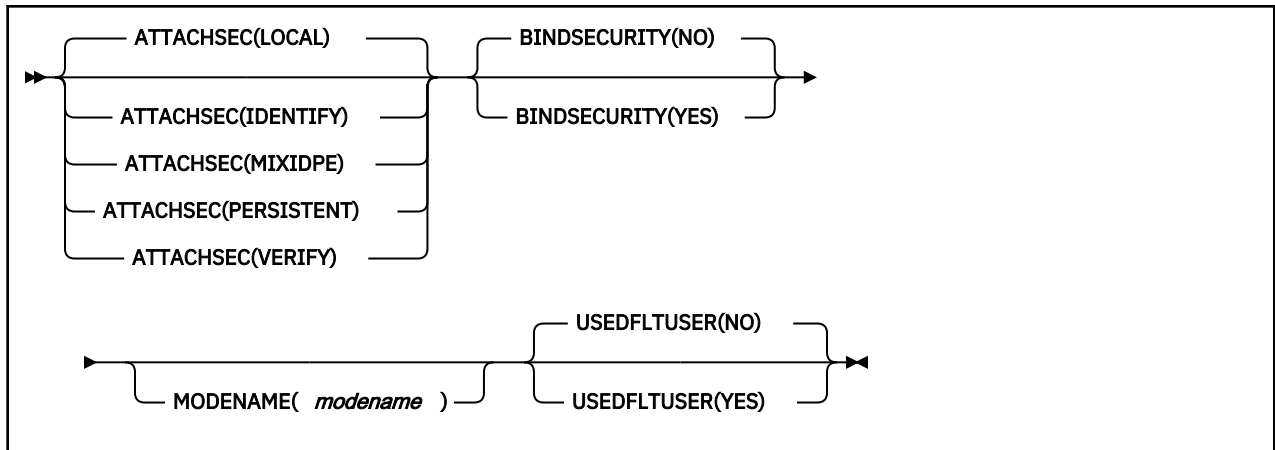 ATTACHSEC(LOCAL) BINDSECURITY(NO)
ATTACHSEC(IDENTIFY) BINDSECURITY(YES)
ATTACHSEC(MIXIDPE)
ATTACHSEC(PERSISTENT)
ATTACHSEC(VERIFY)
USEDFLTUSER(NO)
MODENAME( modename ) USEDFLTUSER(YES)